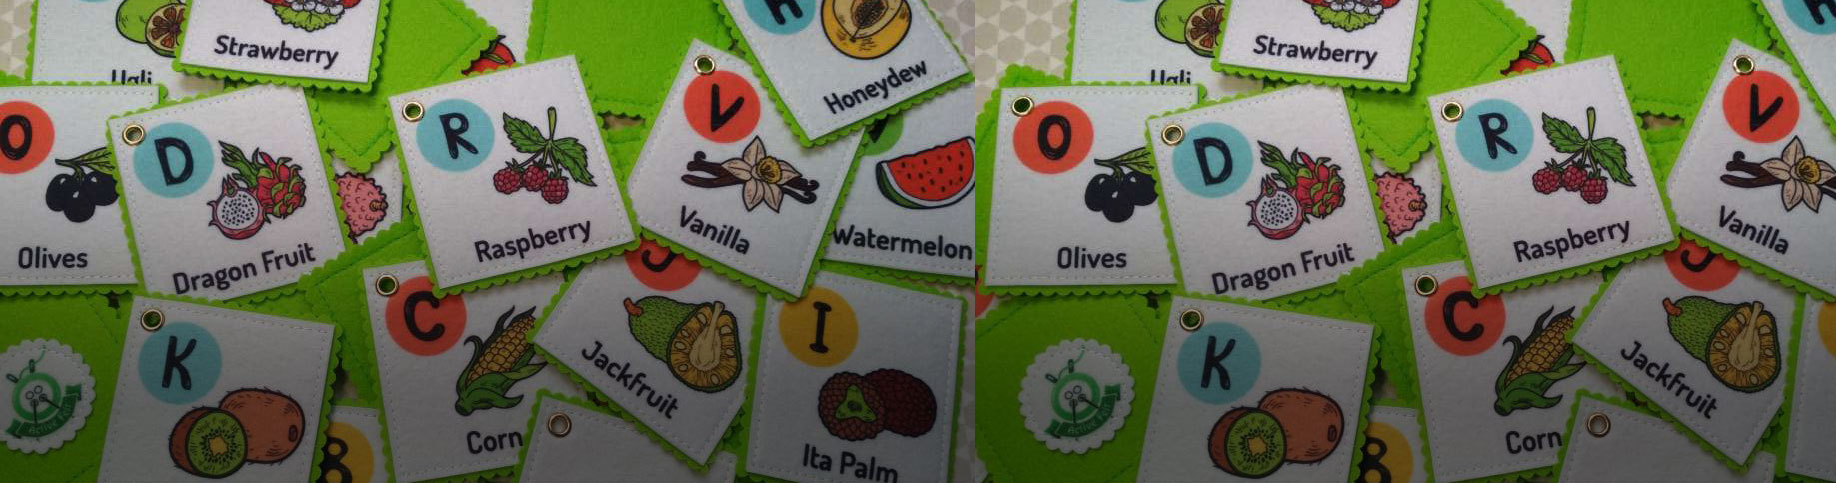 Ugli
Strawberry
H
Honeydew
O
Olives
D
Dragon Fruit
R
Raspberry
V
Vanilla
Watermelon
K
C
Corn
J
Jackfruit
I
Ita Palm
B
Ugli
Strawberry
H
O
Olives
D
Dragon Fruit
R
Raspberry
V
Vanilla
Active
K
C
Corn
J
Jackfruit
B